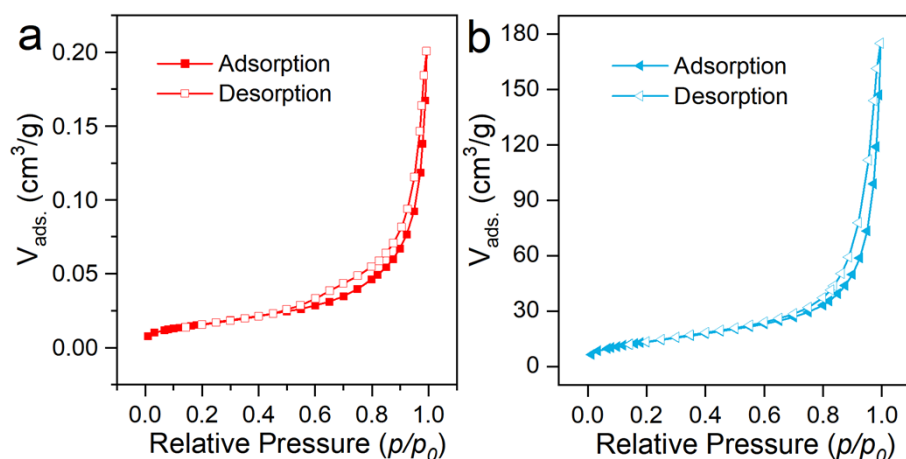 a
Adsorption
Desorption
V_ads. (cm³/g)
0.20
0.15
0.10
0.05
0.00
0.0 0.2 0.4 0.6 0.8 1.0
Relative Pressure (p/p₀)
b
Adsorption
Desorption
V_ads. (cm³/g)
180
150
120
90
60
30
0
0.0 0.2 0.4 0.6 0.8 1.0
Relative Pressure (p/p₀)